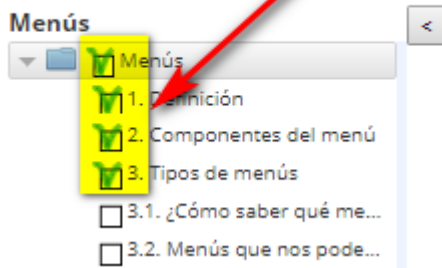 Menús
<
Menús
1. Definición
2. Componentes del menú
3. Tipos de menús
3.1. ¿Cómo saber qué me...
3.2. Menús que nos pode...